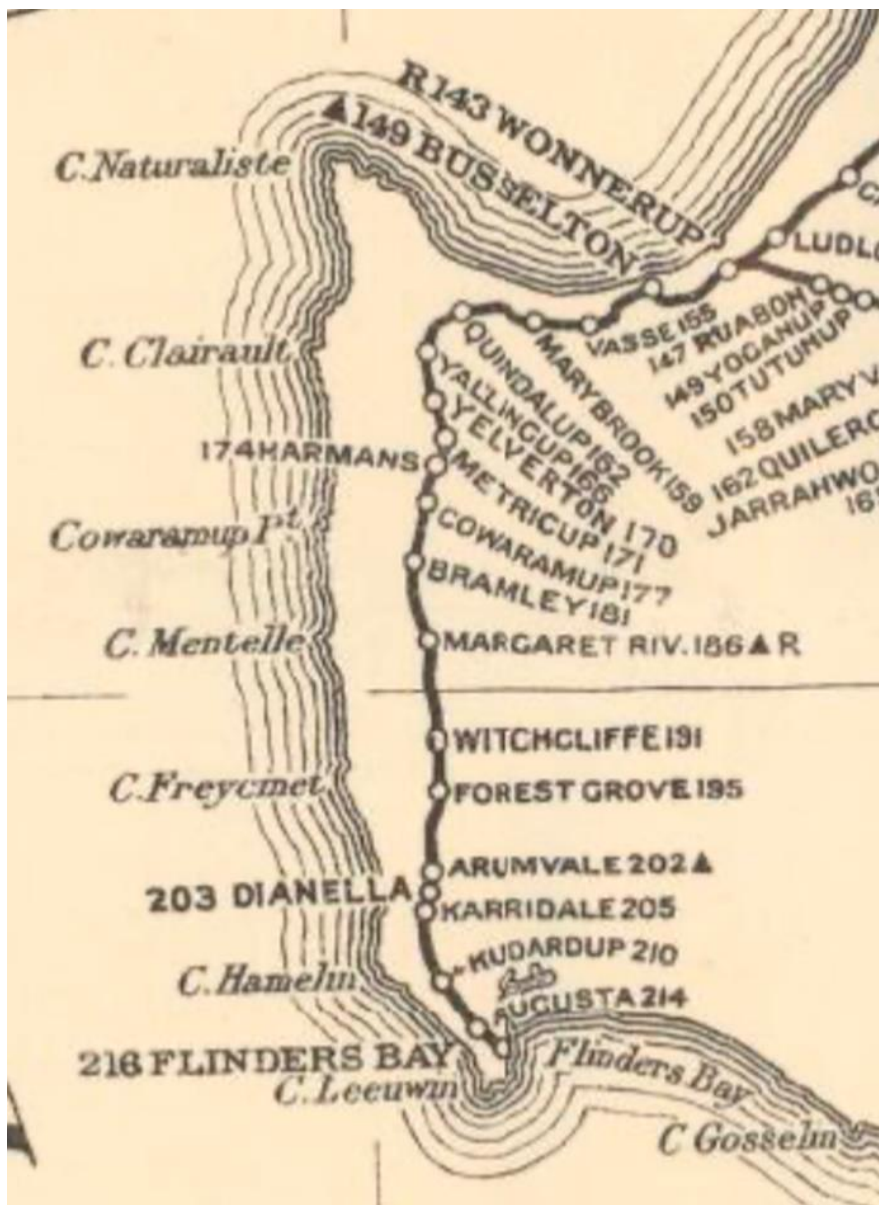 R 143 WONNERUP
▲149 BUSSELTON
C. Naturaliste
LUDLO
C. Clairault
VASSE 155
147 RUABON
149 YOGANUP
150 TUTUNUP
158 MARY V
162 QUILERG
JARRAHWO
QUINDALUP 162
MARYBROOK 159
YALLINGUP 166
YELVERTON 170
174 HARMANS
METRICUP 171
Cowaramup Pt.
COWARAMUP 177
BRAMLEY 181
C. Mentelle
MARGARET RIV. 186 ▲ R
WITCHCLIFFE 191
C. Freycinet
FOREST GROVE 195
ARUMVALE 202 ▲
203 DIANELLA
KARRIDALE 205
KUDARDUP 210
C. Hamelin
AUGUSTA 214
216 FLINDERS BAY
Flinders Bay
C. Leeuwin
C Gosselin